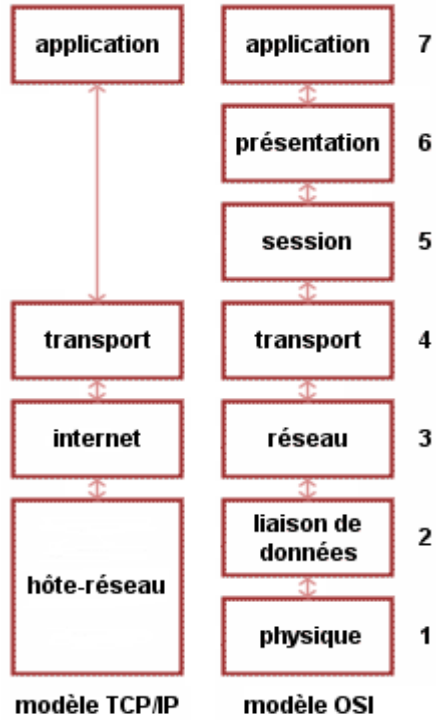 application
application
7
présentation
6
session
5
transport
transport
4
internet
réseau
3
liaison de
données
2
hôte-réseau
physique
1
modèle TCP/IP
modèle OSI